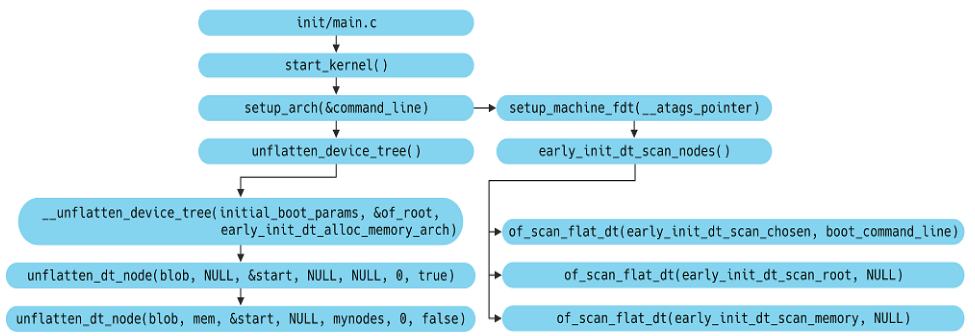 init/main.c
start_kernel()
setup_arch(&command_line)
setup_machine_fdt(__atags_pointer)
unflatten_device_tree()
early_init_dt_scan_nodes()
__unflatten_device_tree(initial_boot_params, &of_root,
early_init_dt_alloc_memory_arch)
of_scan_flat_dt(early_init_dt_scan_chosen, boot_command_line)
unflatten_dt_node(blob, NULL, &start, NULL, NULL, 0, true)
of_scan_flat_dt(early_init_dt_scan_root, NULL)
unflatten_dt_node(blob, mem, &start, NULL, mynodes, 0, false)
of_scan_flat_dt(early_init_dt_scan_memory, NULL)